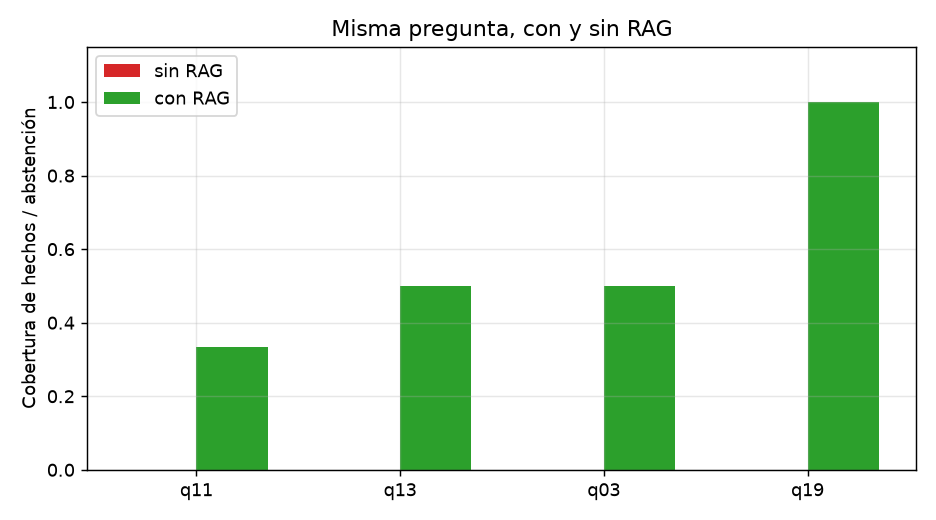 Misma pregunta, con y sin RAG
sin RAG
con RAG
Cobertura de hechos / abstención
1.0
0.8
0.6
0.4
0.2
0.0
q11
q13
q03
q19